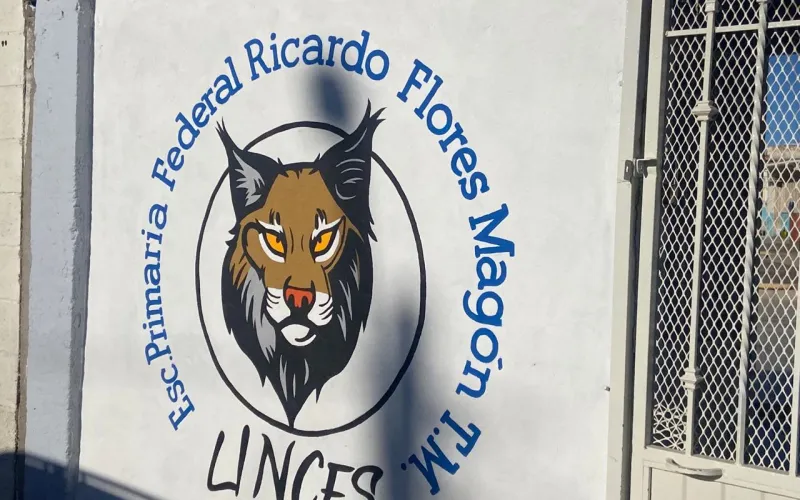 Esc. Primaria Federal Ricardo Flores Magón T.M.
LINCES